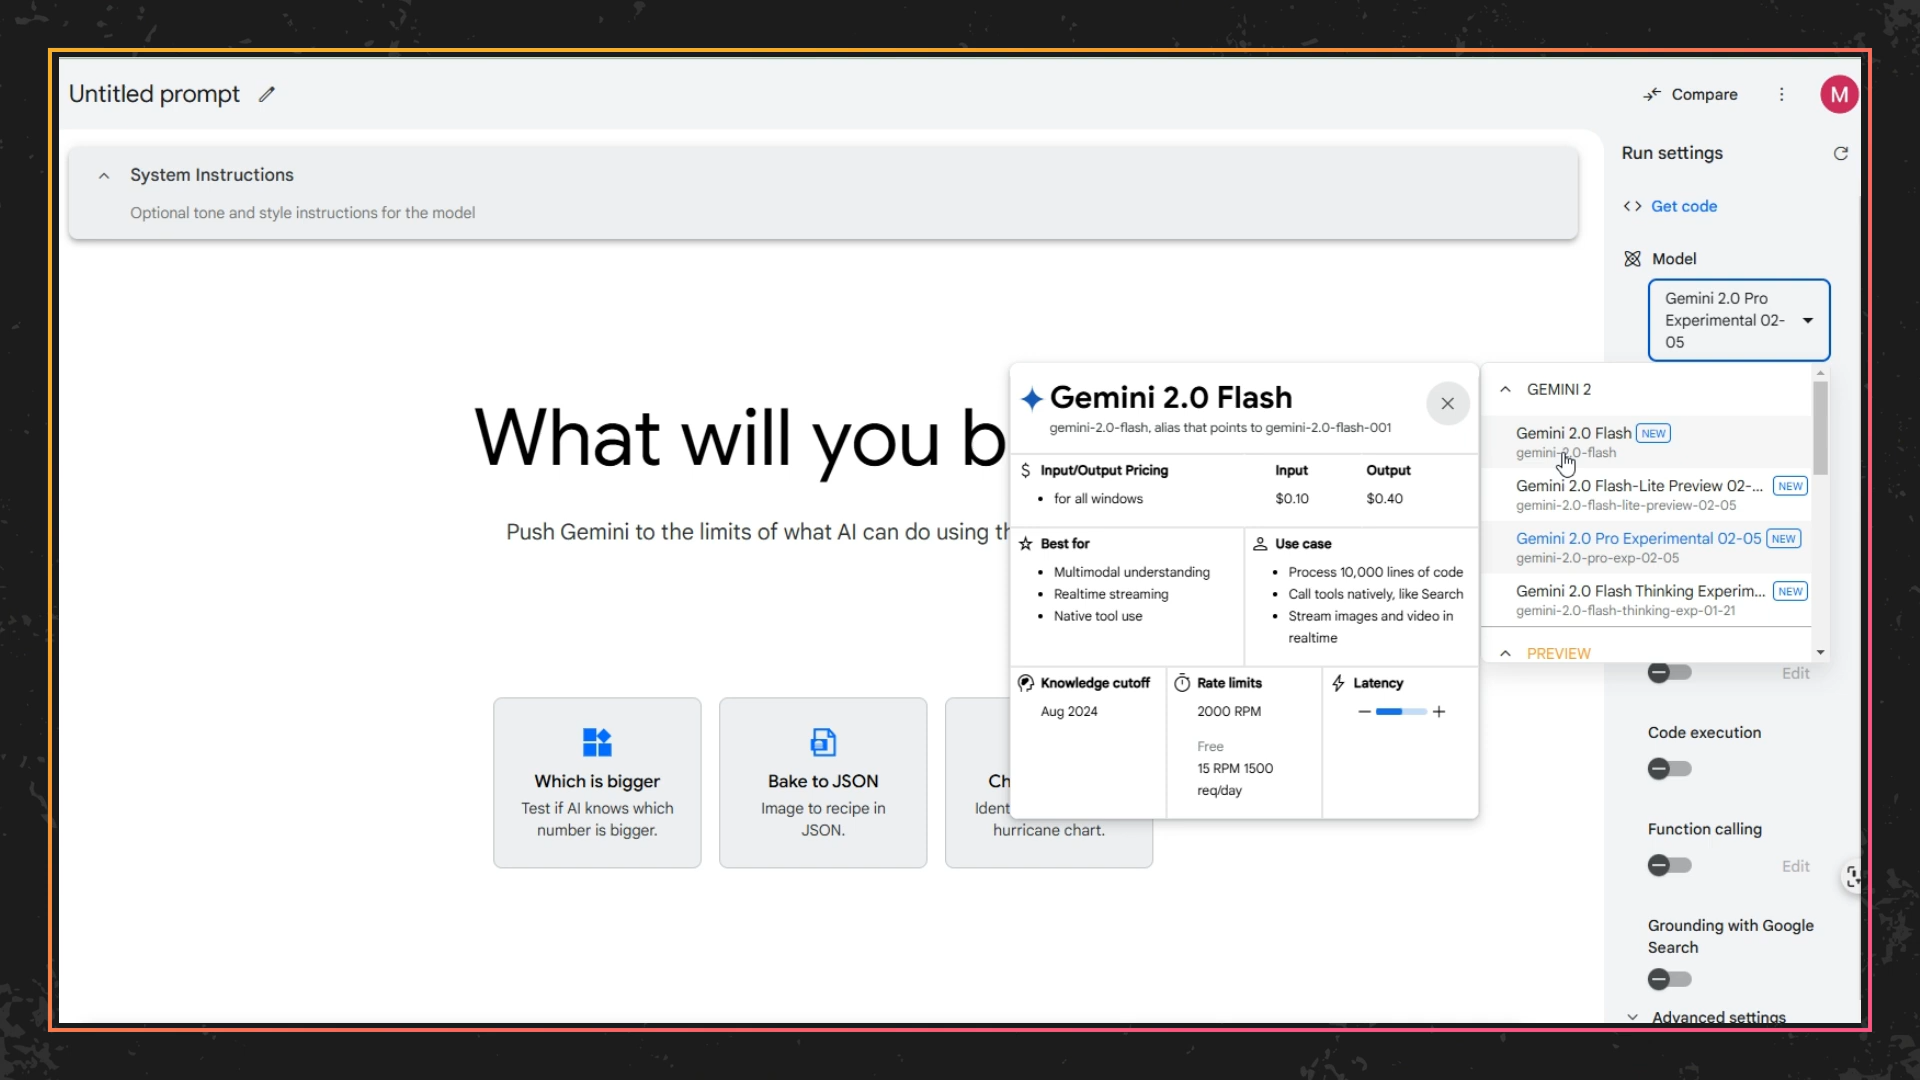 Untitled prompt
Compare
M
System Instructions
Optional tone and style instructions for the model
Run settings
Get code
Model
Gemini 2.0 Pro
Experimental 02-
05
What will you b
Push Gemini to the limits of what AI can do using th
Gemini 2.0 Flash
gemini-2.0-flash, alias that points to gemini-2.0-flash-001
Input/Output Pricing Input Output
for all windows $0.10 $0.40
Best for
Multimodal understanding
Realtime streaming
Native tool use
Use case
Process 10,000 lines of code
Call tools natively, like Search
Stream images and video in
realtime
Knowledge cutoff
Aug 2024
Rate limits
2000 RPM
Free
15 RPM 1500
req/day
Latency
GEMINI 2
Gemini 2.0 Flash NEW
gemini-2.0-flash
Gemini 2.0 Flash-Lite Preview 02-... NEW
gemini-2.0-flash-lite-preview-02-05
Gemini 2.0 Pro Experimental 02-05 NEW
gemini-2.0-pro-exp-02-05
Gemini 2.0 Flash Thinking Experim... NEW
gemini-2.0-flash-thinking-exp-01-21
PREVIEW
Edit
Code execution
Function calling
Edit
Grounding with Google
Search
Advanced settings
Which is bigger
Test if AI knows which
number is bigger.
Bake to JSON
Image to recipe in
JSON.
Ch
Ident
hurricane chart.